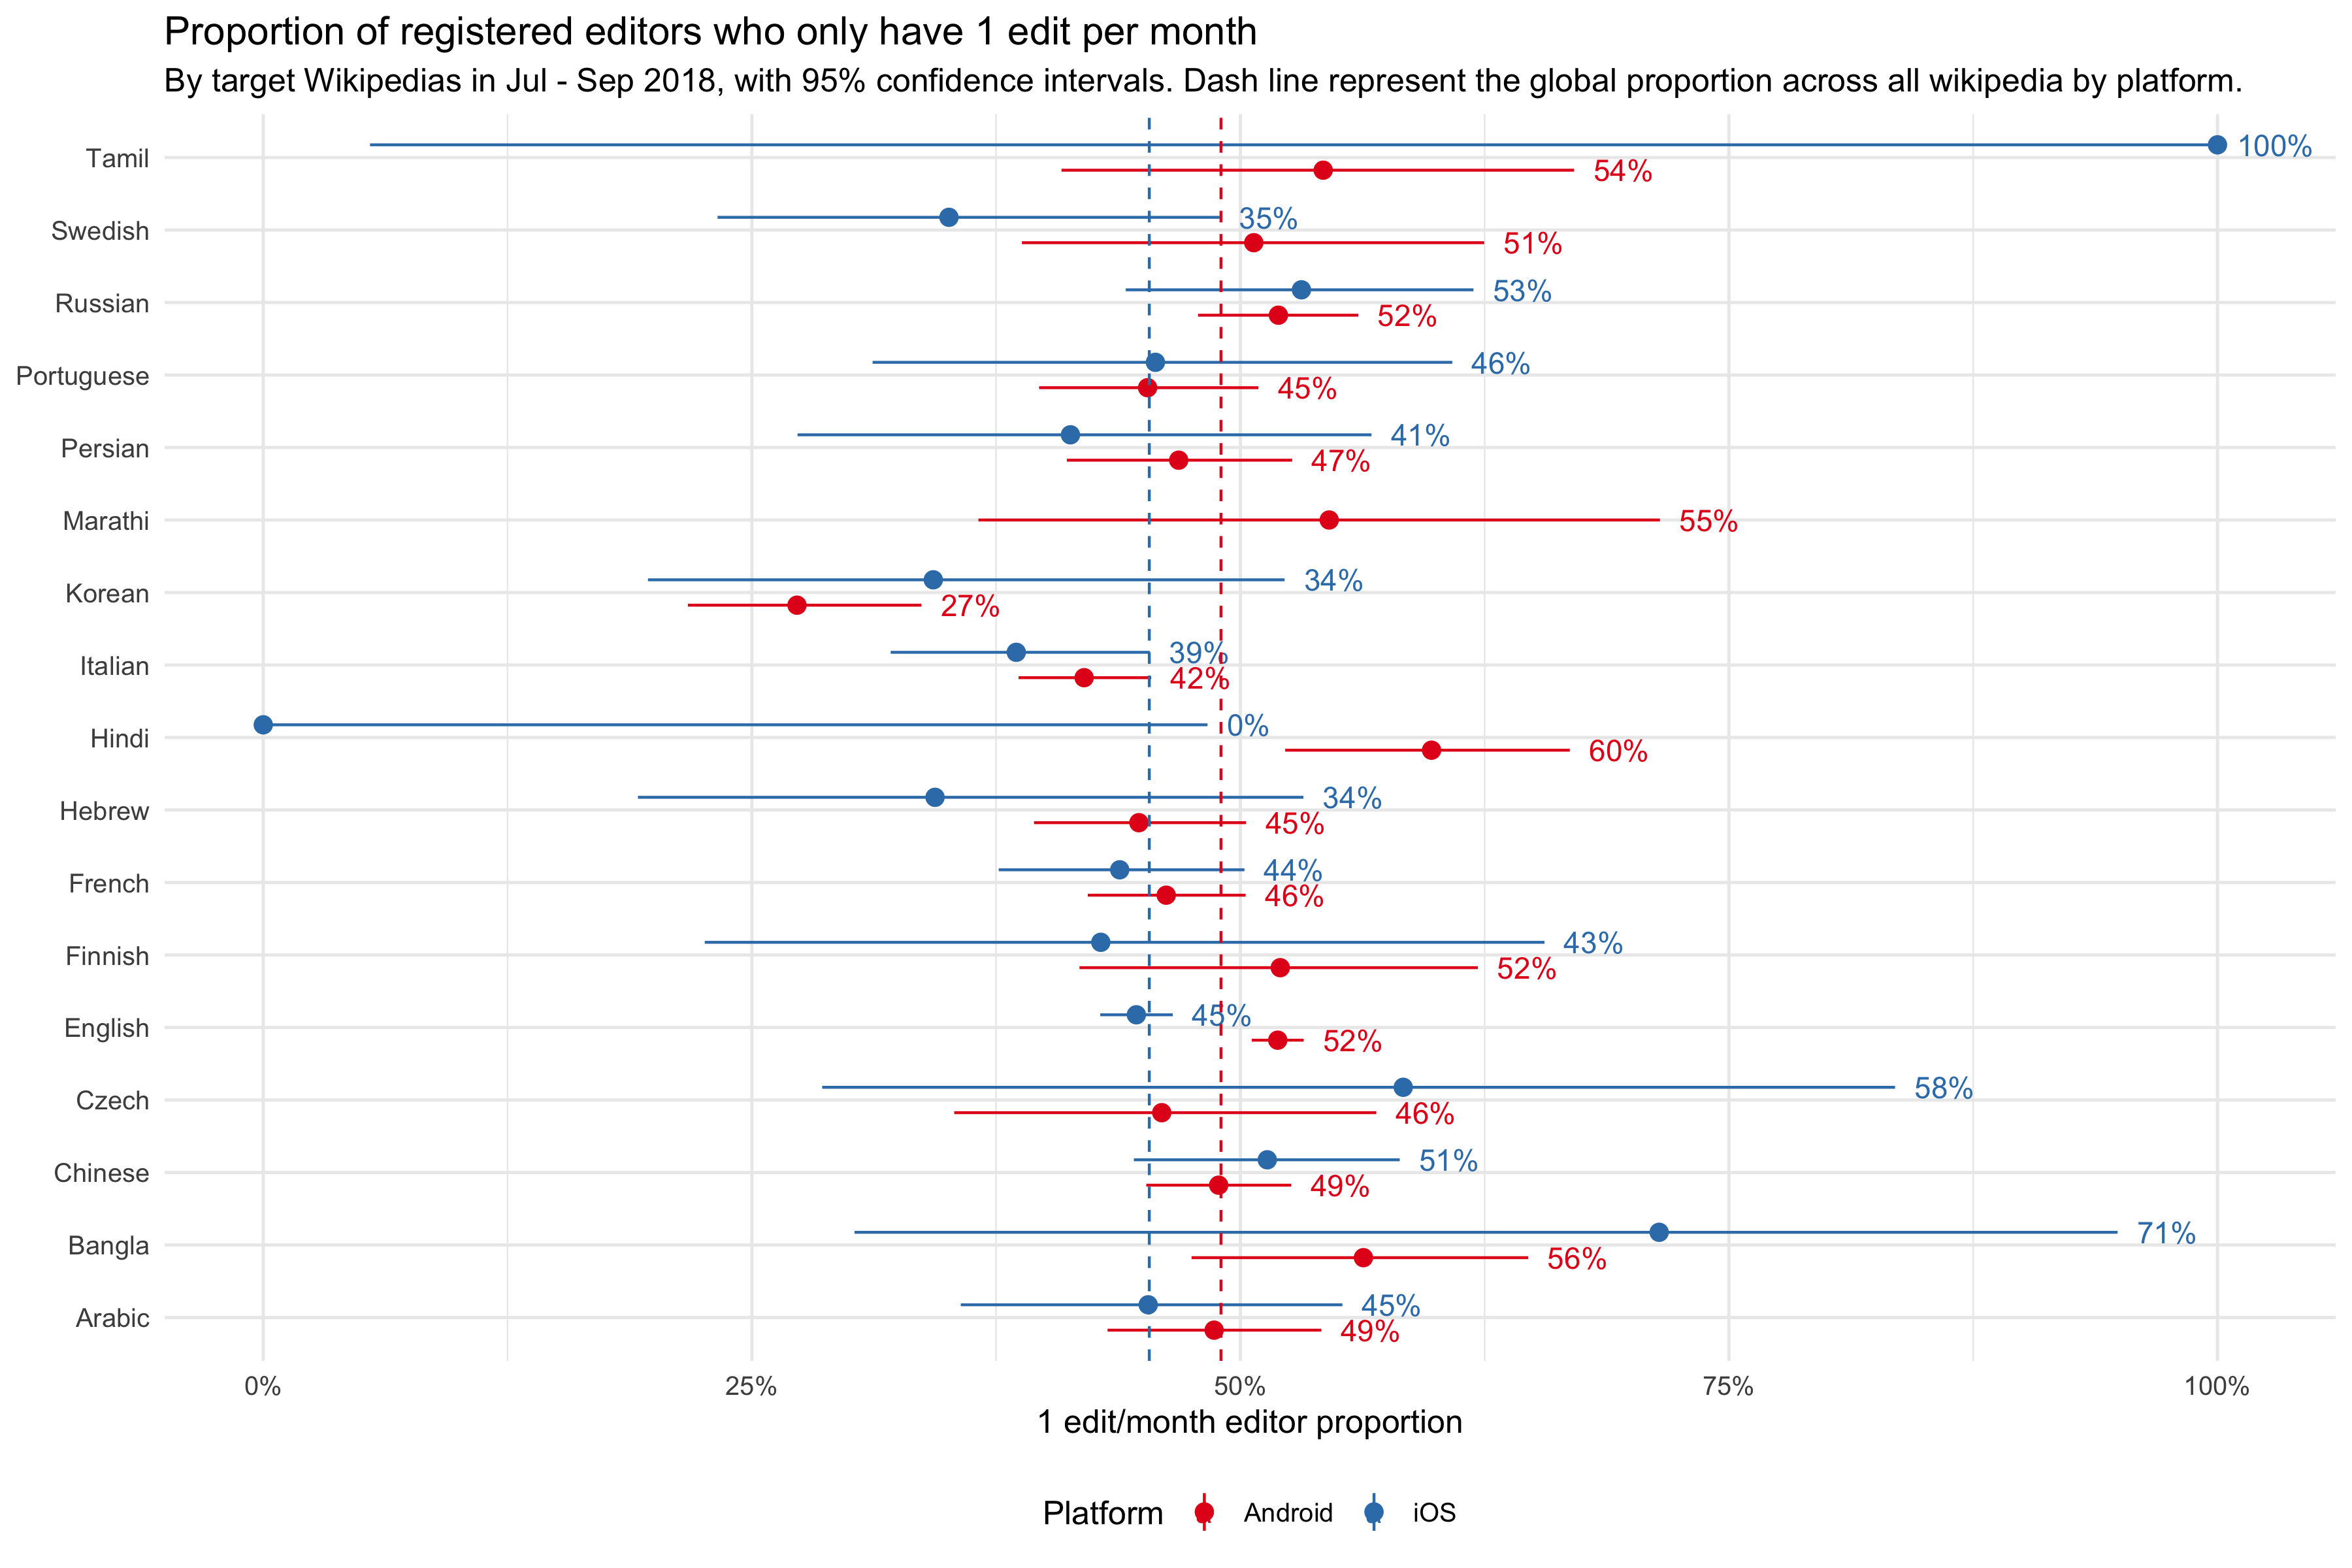 Proportion of registered editors who only have 1 edit per month
By target Wikipedias in Jul - Sep 2018, with 95% confidence intervals. Dash line represent the global proportion across all wikipedia by platform.
Tamil
100%
54%
Swedish
35%
51%
Russian
53%
52%
Portuguese
46%
45%
Persian
41%
47%
Marathi
55%
Korean
34%
27%
Italian
39%
42%
Hindi
0%
60%
Hebrew
34%
45%
French
44%
46%
Finnish
43%
52%
English
45%
52%
Czech
58%
46%
Chinese
51%
49%
Bangla
71%
56%
Arabic
45%
49%
0% 25% 50% 75% 100%
1 edit/month editor proportion
Platform Android iOS